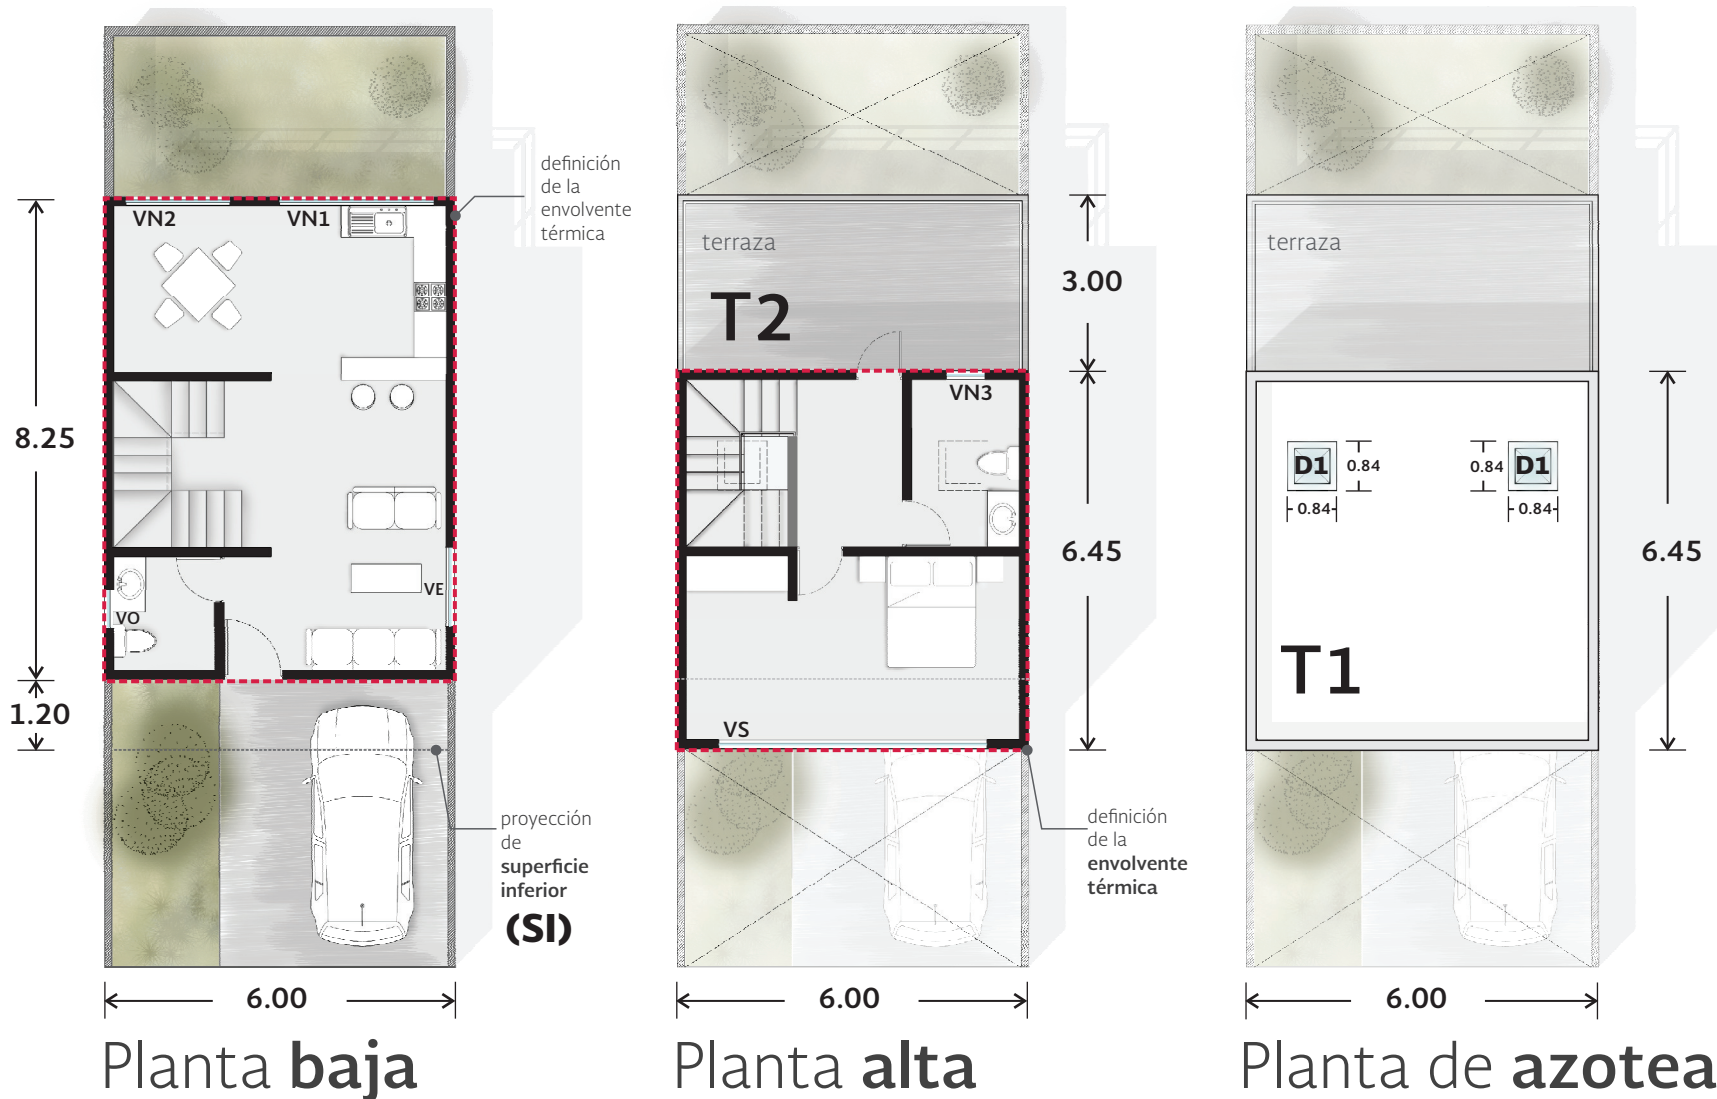 definición
de la
envolvente
térmica
VN2
VN1
8.25
VE
VO
1.20
proyección
de
superficie
inferior
(SI)
6.00
Planta baja
terraza
T2
3.00
VN3
6.45
VS
definición
de la
envolvente
térmica
6.00
Planta alta
terraza
D1
0.84
0.84
D1
0.84
0.84
6.45
T1
6.00
Planta de azotea